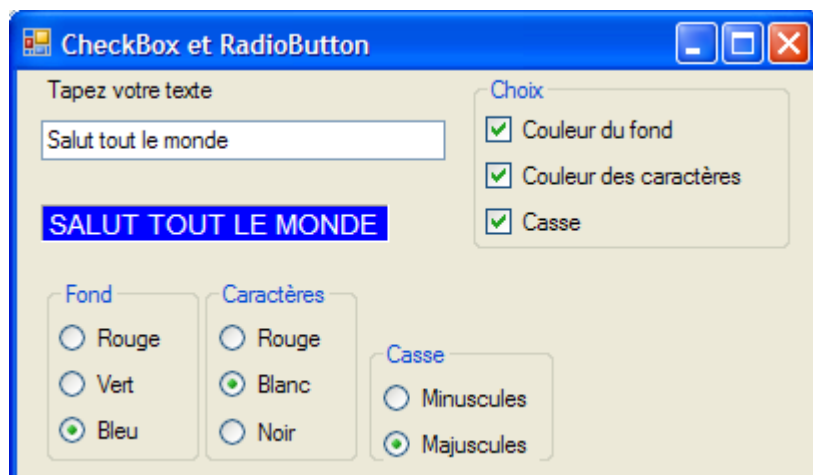 CheckBox et RadioButton
Tapez votre texte
Salut tout le monde
SALUT TOUT LE MONDE
Choix
Couleur du fond
Couleur des caractères
Casse
Fond
Rouge
Vert
Bleu
Caractères
Rouge
Blanc
Noir
Casse
Minuscules
Majuscules